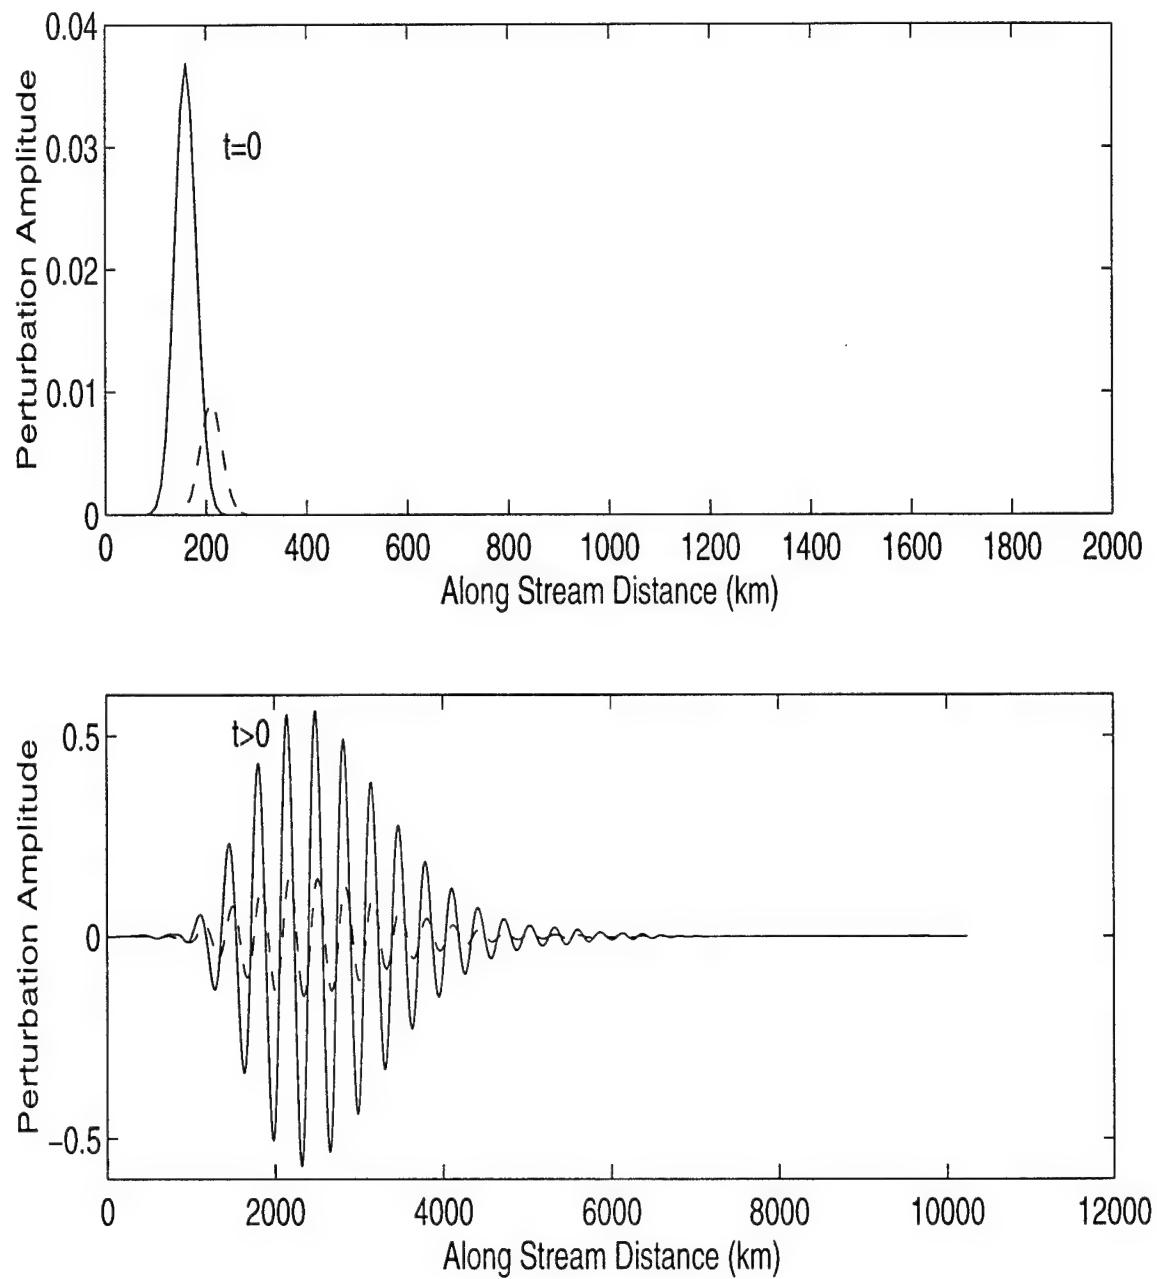 0.04
0.03
0.02
0.01
0
Perturbation Amplitude
t=0
0 200 400 600 800 1000 1200 1400 1600 1800 2000
Along Stream Distance (km)
0.5
0
−0.5
Perturbation Amplitude
t>0
0 2000 4000 6000 8000 10000 12000
Along Stream Distance (km)